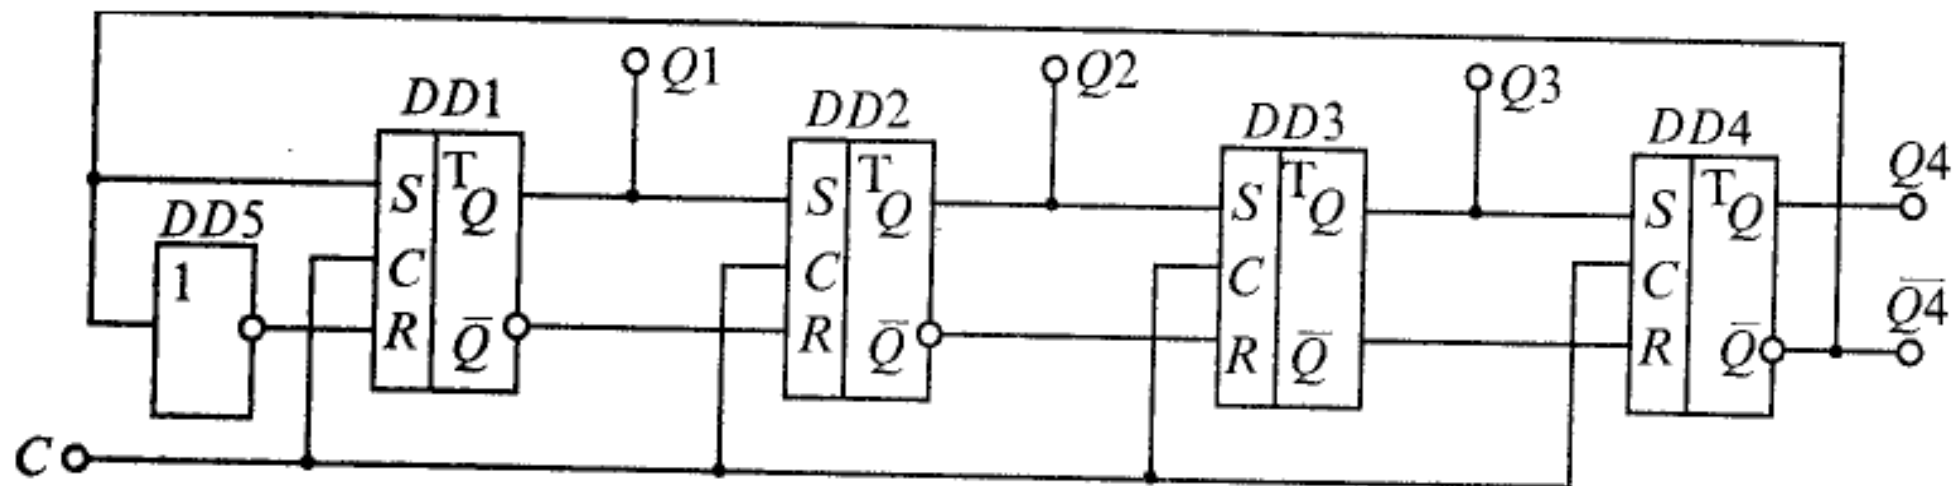 Q1
Q2
Q3
DD1
DD2
DD3
DD4
Q4
DD5
S T Q
S T Q
S T Q
S T Q
1
C
C
C
C
R Q̅
R Q̅
R Q̅
R Q̅
Q̅4̅
C